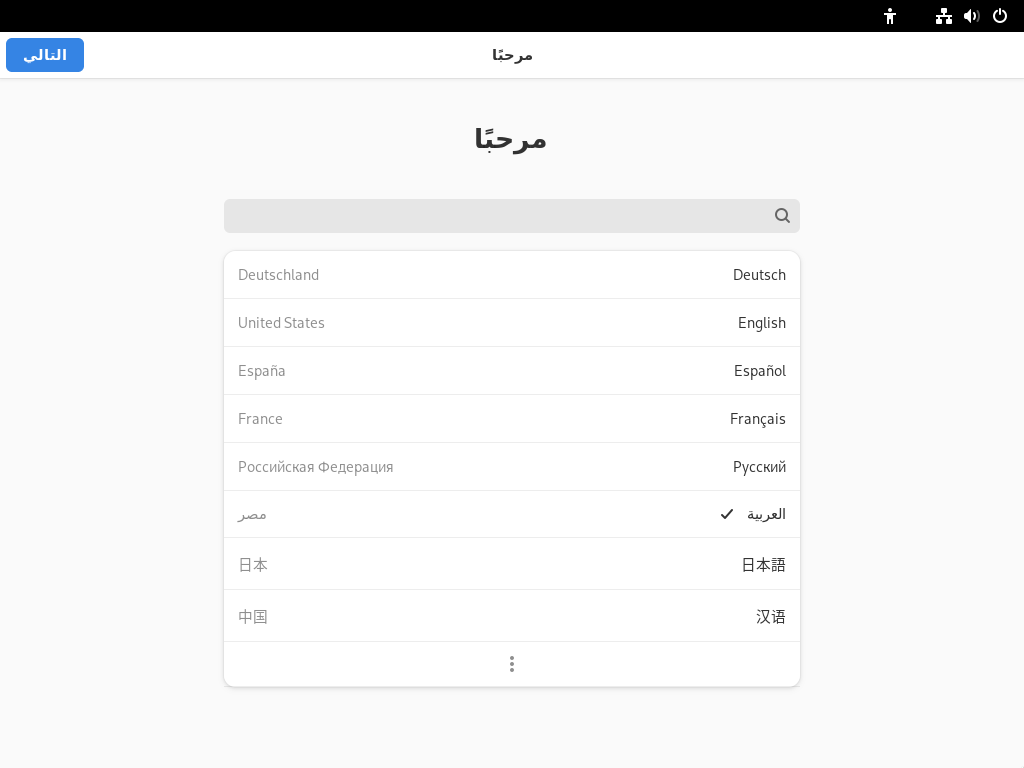 مرحبًا
التالي
مرحبًا
Deutsch Deutschland
English United States
Español España
Français France
Русский Российская Федерация
العربية مصر
日本語 日本
汉语 中国